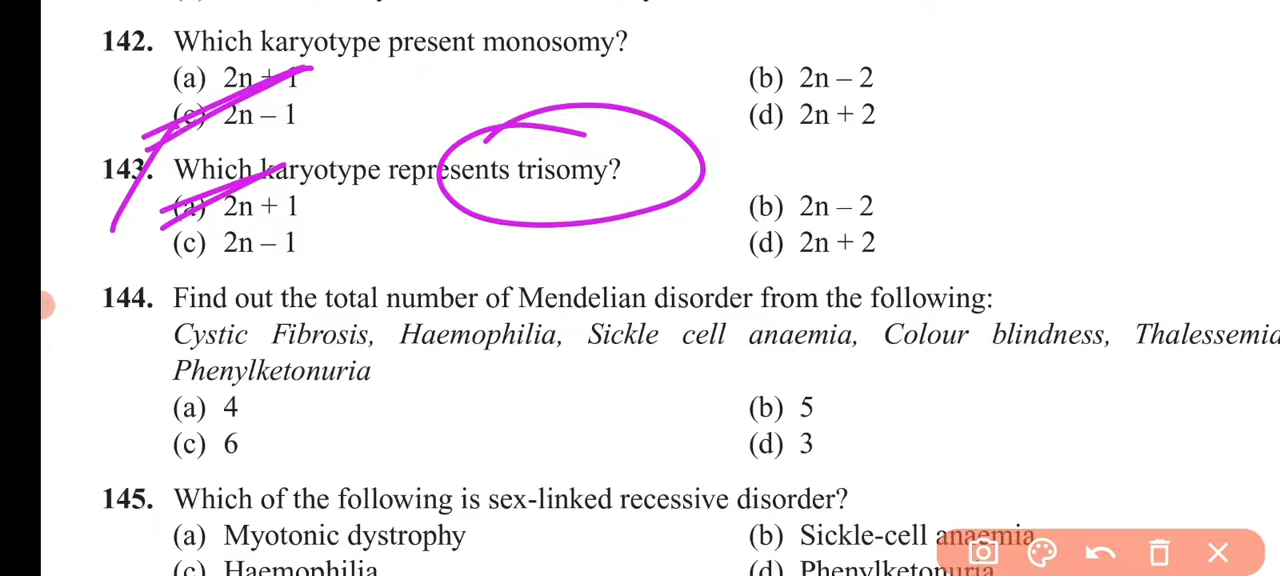 142. Which karyotype present monosomy?
(a) 2n + 1 (b) 2n – 2
(c) 2n – 1 (d) 2n + 2
143. Which karyotype represents trisomy?
(a) 2n + 1 (b) 2n – 2
(c) 2n – 1 (d) 2n + 2
144. Find out the total number of Mendelian disorder from the following:
Cystic Fibrosis, Haemophilia, Sickle cell anaemia, Colour blindness, Thalessemia
Phenylketonuria
(a) 4 (b) 5
(c) 6 (d) 3
145. Which of the following is sex-linked recessive disorder?
(a) Myotonic dystrophy (b) Sickle-cell anaemia
(c) Haemophilia (d) Phenylketonuria